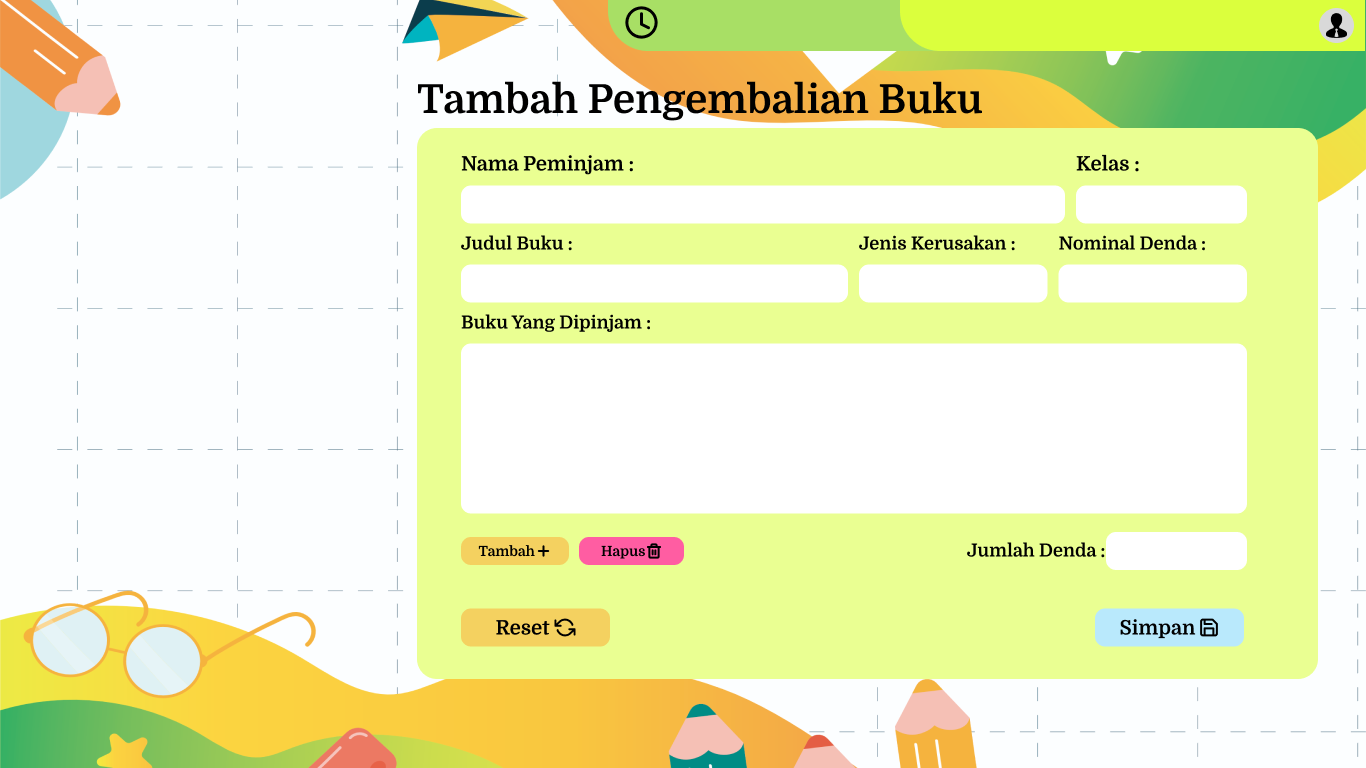 Tambah Pengembalian Buku
Nama Peminjam :
Kelas :
Judul Buku :
Jenis Kerusakan :
Nominal Denda :
Buku Yang Dipinjam :
Tambah
Hapus
Jumlah Denda :
Reset
Simpan